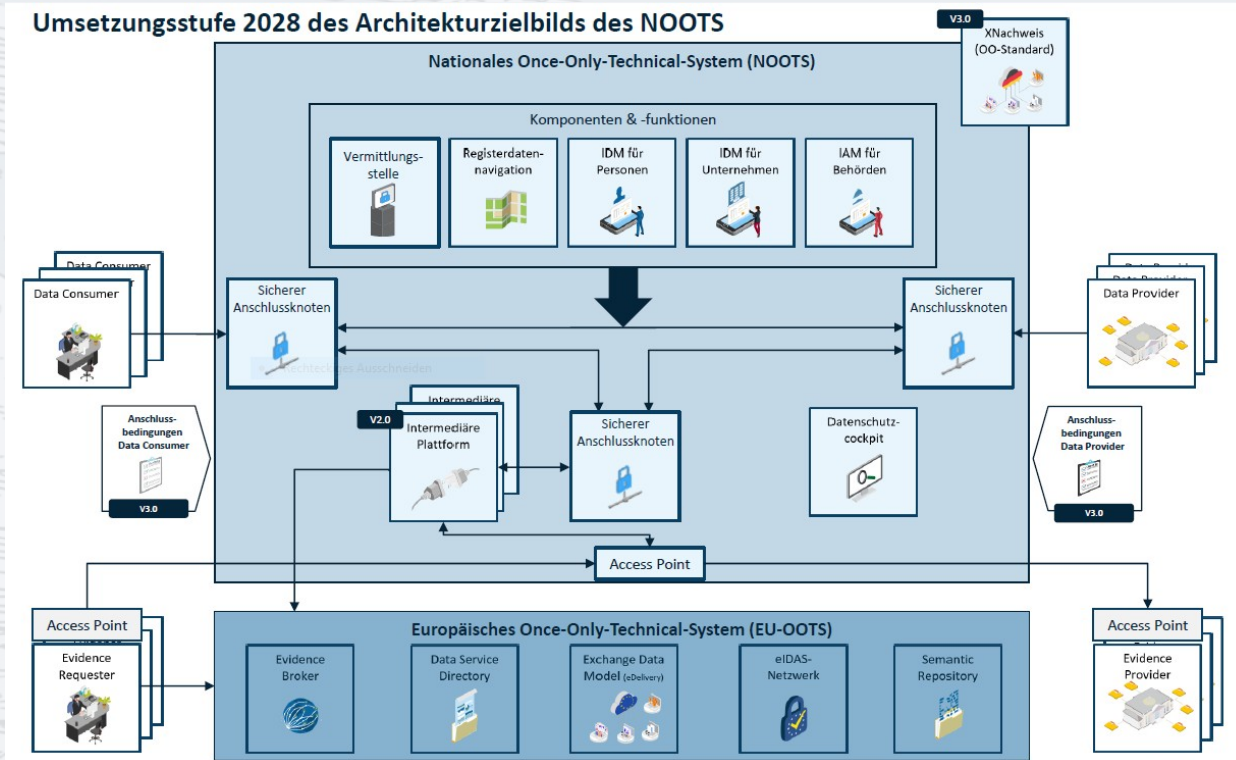 Umsetzungsstufe 2028 des Architekturzielbilds des NOOTS
V3.0
XNachweis
(OO-Standard)
Nationales Once-Only-Technical-System (NOOTS)
Komponenten & -funktionen
Vermittlungs-
stelle
Registerdaten-
navigation
IDM für
Personen
IDM für
Unternehmen
IAM für
Behörden
Data Consumer
Data Consumer
Sicherer
Anschlussknoten
Sicherer
Anschlussknoten
Data Provider
Rechteckiges Ausschneiden
Anschluss-
bedingungen
Data Consumer
V3.0
V2.0
Intermediäre
Intermediäre
Plattform
Sicherer
Anschlussknoten
Datenschutz-
cockpit
Anschluss-
bedingungen
Data Provider
V3.0
Access Point
Access Point
Evidence
Requester
Europäisches Once-Only-Technical-System (EU-OOTS)
Evidence
Broker
Data Service
Directory
Exchange Data
Model (eDelivery)
eIDAS-
Netzwerk
Semantic
Repository
Access Point
Evidence
Provider